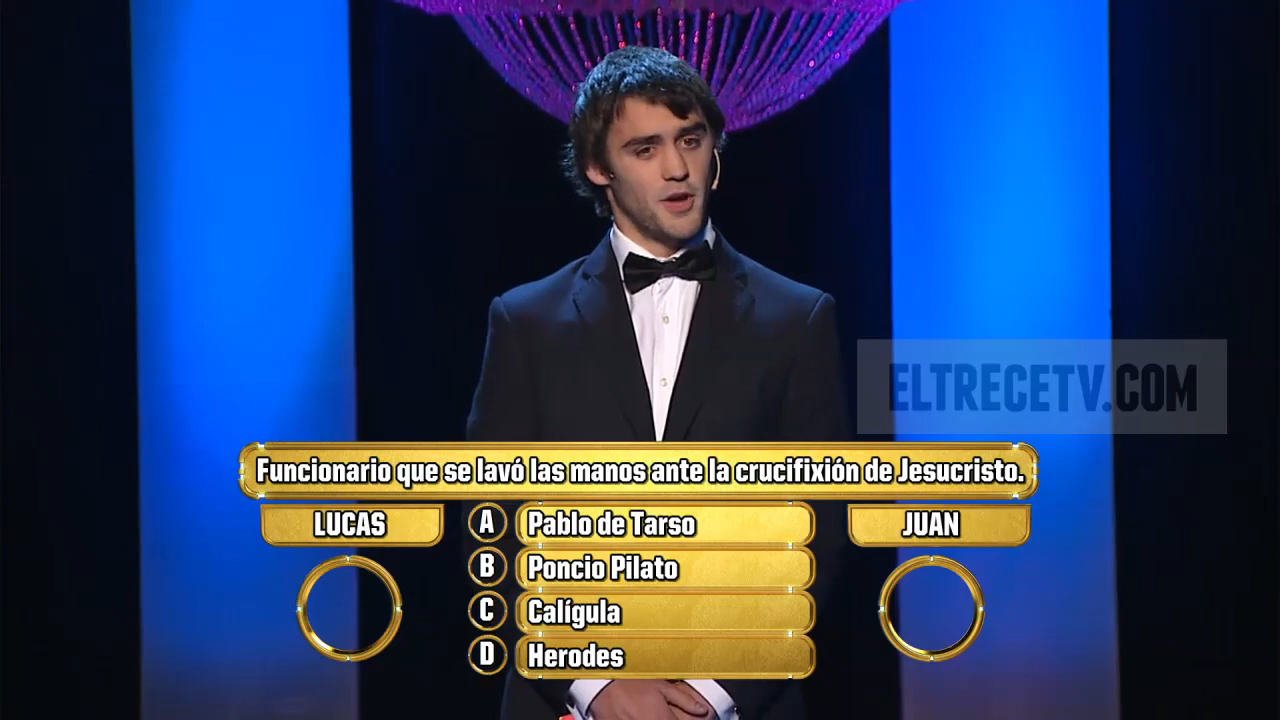 ELTRECETV.COM
Funcionario que se lavó las manos ante la crucifixión de Jesucristo.
LUCAS
A Pablo de Tarso
JUAN
B Poncio Pilato
C Calígula
D Herodes